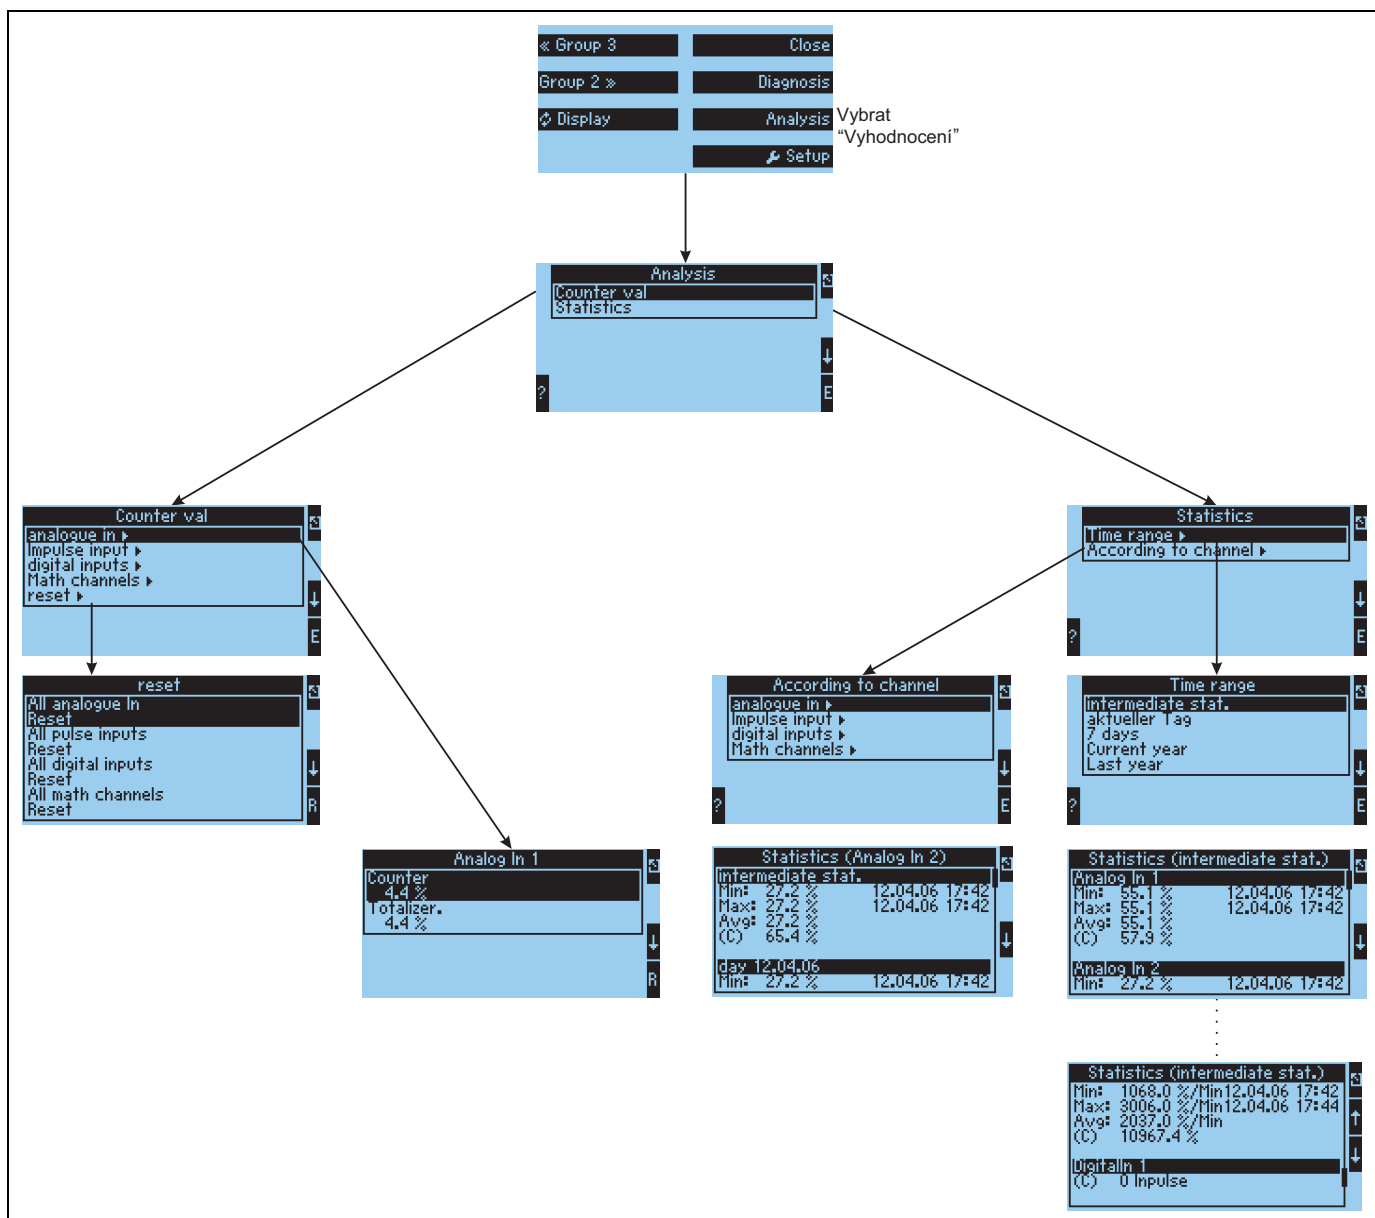 « Group 3
Close
Group 2 »
Diagnosis
Display
Analysis
Setup
Vybrat
“Vyhodnocení”
Analysis
Counter val
Statistics
?
E
Counter val
analogue in ▸
Impulse input ▸
digital inputs ▸
Math channels ▸
reset ▸
E
Statistics
Time range ▸
According to channel ▸
?
E
reset
All analogue In
Reset
All pulse inputs
Reset
All digital inputs
Reset
All math channels
Reset
R
According to channel
analogue in ▸
Impulse input ▸
digital inputs ▸
Math channels ▸
?
E
Time range
intermediate stat.
aktueller Tag
7 days
Current year
Last year
?
E
Analog In 1
Counter
4.4 %
Totalizer.
4.4 %
R
Statistics (Analog In 2)
intermediate stat.
Min: 27.2 % 12.04.06 17:42
Max: 27.2 % 12.04.06 17:42
Avg: 27.2 %
(C) 65.4 %
day 12.04.06
Min: 27.2 % 12.04.06 17:42
Statistics (intermediate stat.)
Analog In 1
Min: 55.1 % 12.04.06 17:42
Max: 55.1 % 12.04.06 17:42
Avg: 55.1 %
(C) 57.9 %
Analog In 2
Min: 27.2 % 12.04.06 17:42
Statistics (intermediate stat.)
Min: 1068.0 %/Min12.04.06 17:42
Max: 3006.0 %/Min12.04.06 17:44
Avg: 2037.0 %/Min
(C) 10967.4 %
DigitalIn 1
(C) 0 Inpulse